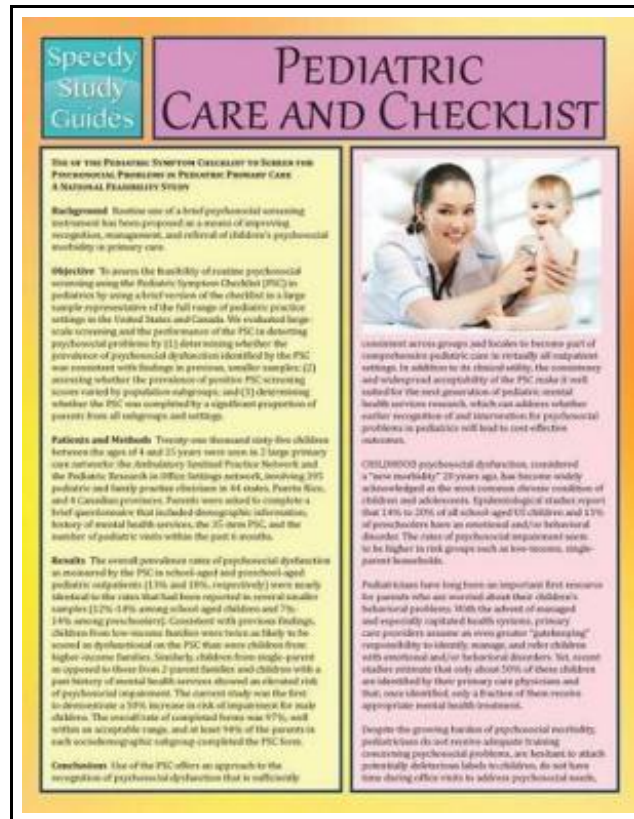 Speedy
Study
Guides
PEDIATRIC
CARE AND CHECKLIST
USE OF THE PEDIATRIC SYMPTOM CHECKLIST TO SCREEN FOR
PSYCHOSOCIAL PROBLEMS IN PEDIATRIC PRIMARY CARE
A NATIONAL FEASIBILITY STUDY
Background Routine use of a brief psychosocial screening
instrument has been proposed as a means of improving
recognition, management, and referral of children's psychosocial
morbidity in primary care.
Objective To assess the feasibility of routine psychosocial
screening using the Pediatric Symptom Checklist (PSC) in
pediatrics by using a brief version of the checklist in a large
sample representative of the full range of pediatric practice
settings in the United States and Canada. We evaluated large-
scale screening and the performance of the PSC in detecting
psychosocial problems by (1) determining whether the
prevalence of psychosocial dysfunction identified by the PSC
was consistent with findings in previous, smaller samples; (2)
assessing whether the prevalence of positive PSC screening
scores varied by population subgroups; and (3) determining
whether the PSC was completed by a significant proportion of
parents from all subgroups and settings.
Patients and Methods Twenty-one thousand sixty-five children
between the ages of 4 and 15 years were seen in 2 large primary
care networks: the Ambulatory Sentinel Practice Network and
the Pediatric Research in Office Settings network, involving 395
pediatric and family practice clinicians in 44 states, Puerto Rico,
and 4 Canadian provinces. Parents were asked to complete a
brief questionnaire that included demographic information,
history of mental health services, the 35-item PSC, and the
number of pediatric visits within the past 6 months.
Results The overall prevalence rates of psychosocial dysfunction
as measured by the PSC in school-aged and preschool-aged
pediatric outpatients (13% and 10%, respectively) were nearly
identical to the rates that had been reported in several smaller
samples (12%-14% among school-aged children and 7%-
14% among preschoolers). Consistent with previous findings,
children from low-income families were twice as likely to be
scored as dysfunctional on the PSC than were children from
higher-income families. Similarly, children from single-parent
as opposed to those from 2-parent families and children with a
past history of mental health services showed an elevated risk
of psychosocial impairment. The current study was the first
to demonstrate a 50% increase in risk of impairment for male
children. The overall rate of completed forms was 97%, well
within an acceptable range, and at least 94% of the parents in
each sociodemographic subgroup completed the PSC form.
Conclusions Use of the PSC offers an approach to the
recognition of psychosocial dysfunction that is sufficiently
consistent across groups and locales to become part of
comprehensive pediatric care in virtually all outpatient
settings. In addition to its clinical utility, the consistency
and widespread acceptability of the PSC make it well
suited for the next generation of pediatric mental
health services research, which can address whether
earlier recognition of and intervention for psychosocial
problems in pediatrics will lead to cost-effective
outcomes.
CHILDHOOD psychosocial dysfunction, considered
a "new morbidity" 20 years ago, has become widely
acknowledged as the most common chronic condition of
children and adolescents. Epidemiological studies report
that 14% to 20% of all school-aged US children and 13%
of preschoolers have an emotional and/or behavioral
disorder. The rates of psychosocial impairment seem
to be higher in risk groups such as low-income, single-
parent households.
Pediatricians have long been an important first resource
for parents who are worried about their children's
behavioral problems. With the advent of managed
and especially capitated health systems, primary
care providers assume an even greater "gatekeeping"
responsibility to identify, manage, and refer children
with emotional and/or behavioral disorders. Yet, recent
studies estimate that only about 50% of these children
are identified by their primary care physicians and
that, once identified, only a fraction of them receive
appropriate mental health treatment.
Despite the growing burden of psychosocial morbidity,
pediatricians do not receive adequate training
concerning psychosocial problems, are hesitant to attach
potentially deleterious labels to children, do not have
time during office visits to address psychosocial needs,